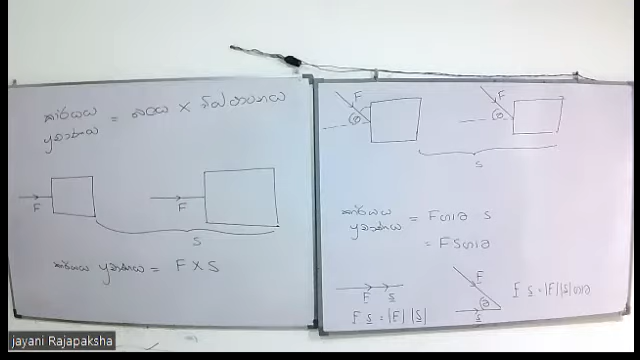 කාර්යය
ප්‍රමාණය = බලය × විස්ථාපනය
F F
S
කාර්යය ප්‍රමාණය = F × S
F F
θ θ
S
කාර්යය
ප්‍රමාණය = Fcosθ S
= FS cosθ
F S
F S = |F| |S|
F
θ
S
F S = |F| |S| cosθ
jayani Rajapaksha